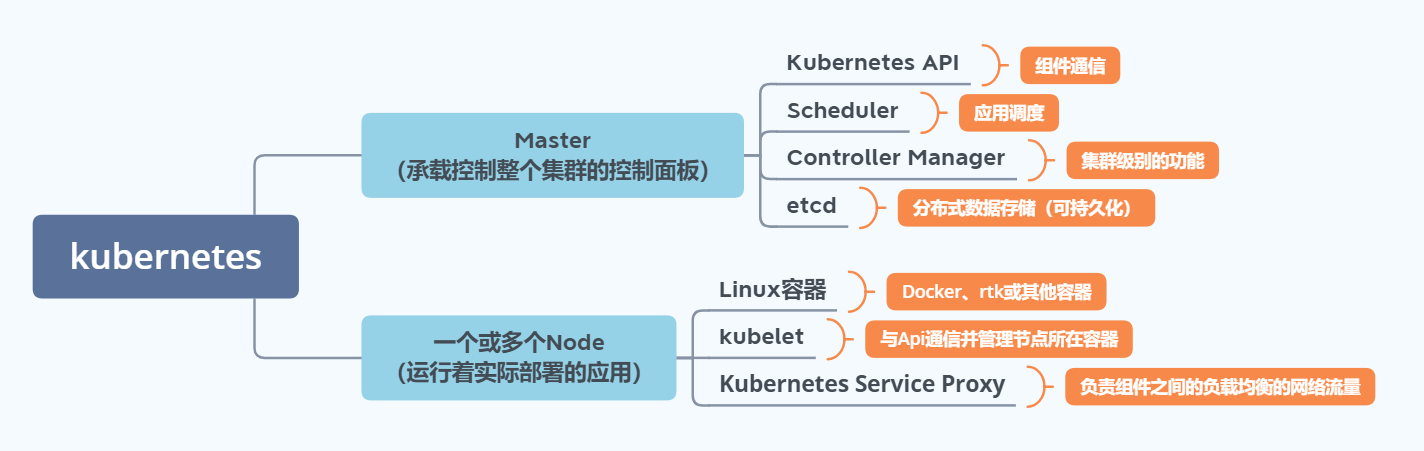 kubernetes
Master
（承载控制整个集群的控制面板）
Kubernetes API
组件通信
Scheduler
应用调度
Controller Manager
集群级别的功能
etcd
分布式数据存储（可持久化）
一个或多个Node
（运行着实际部署的应用）
Linux容器
Docker、rtk或其他容器
kubelet
与Api通信并管理节点所在容器
Kubernetes Service Proxy
负责组件之间的负载均衡的网络流量